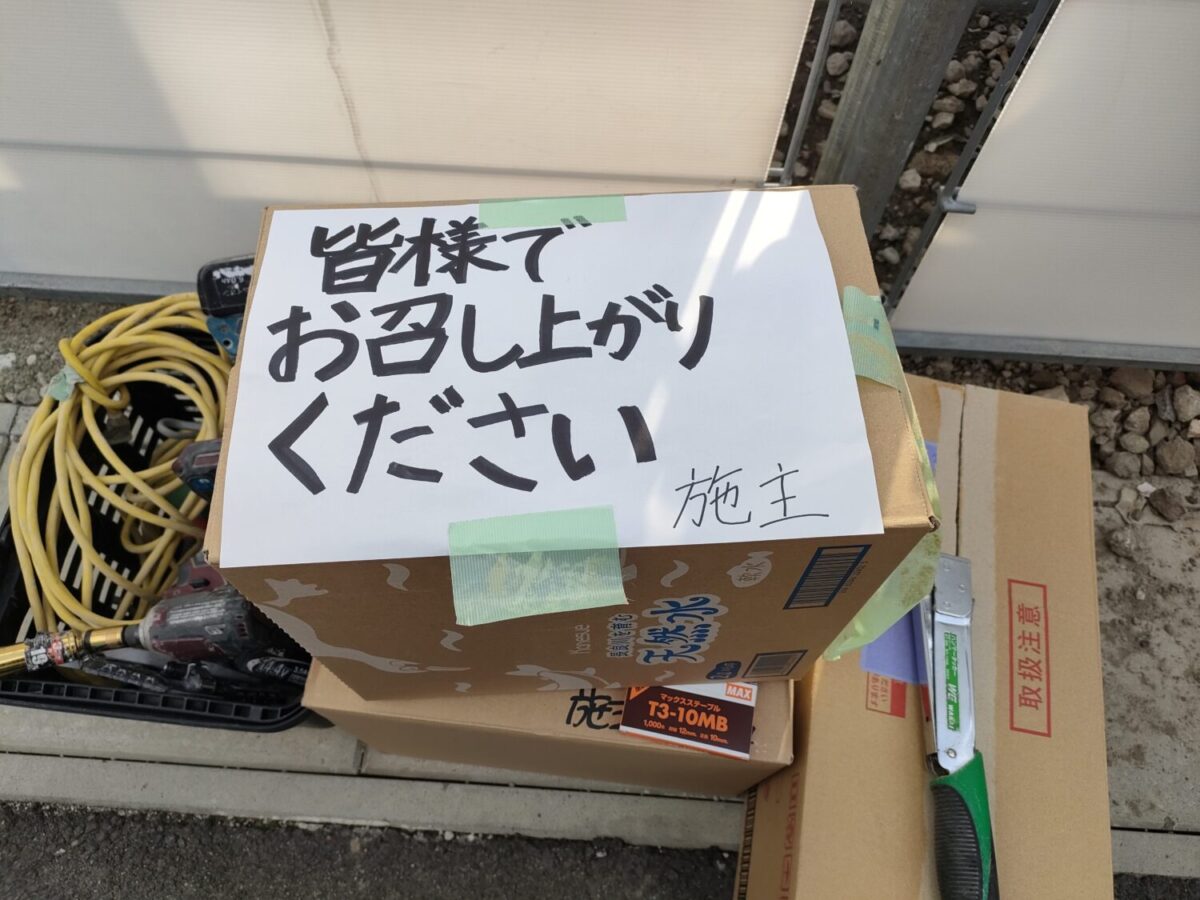 皆様で
お召し上がり
ください
施主
天然水
施
MAX
マックスステープル
T3-10MB
取扱注意